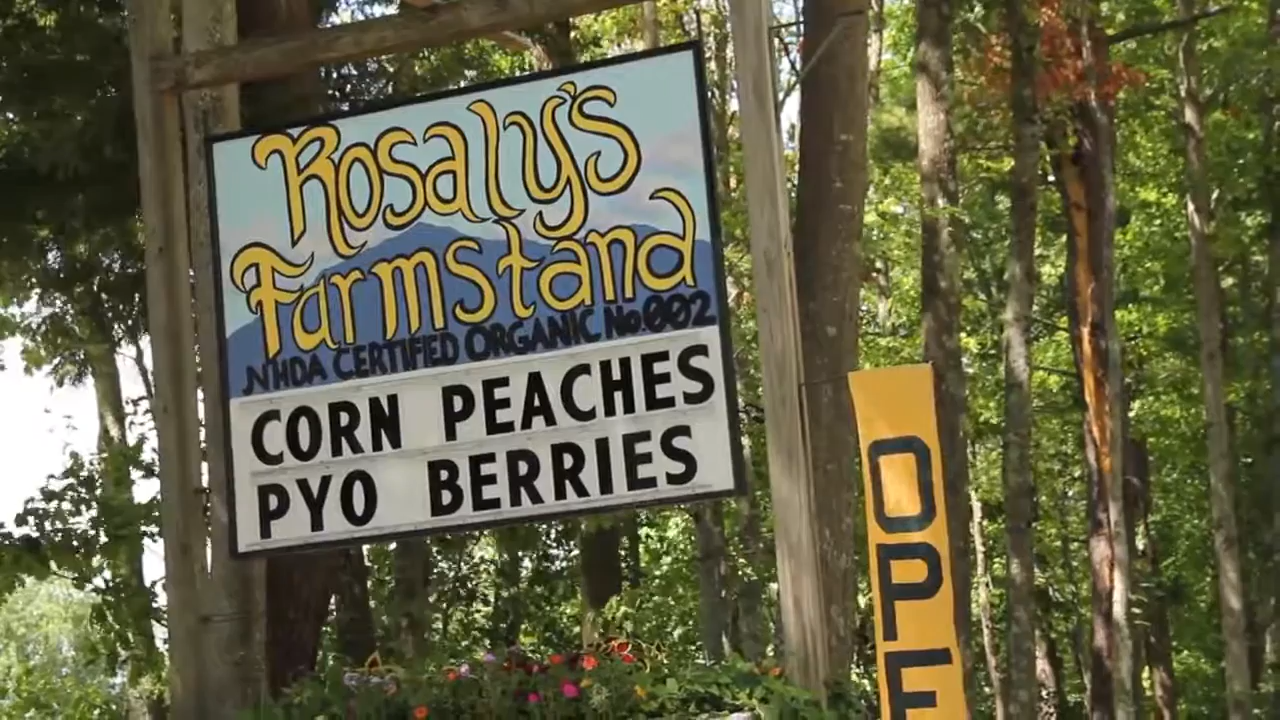 Rosaly's
Farmstand
NHDA CERTIFIED ORGANIC No.002
CORN PEACHES
PYO BERRIES
OPE